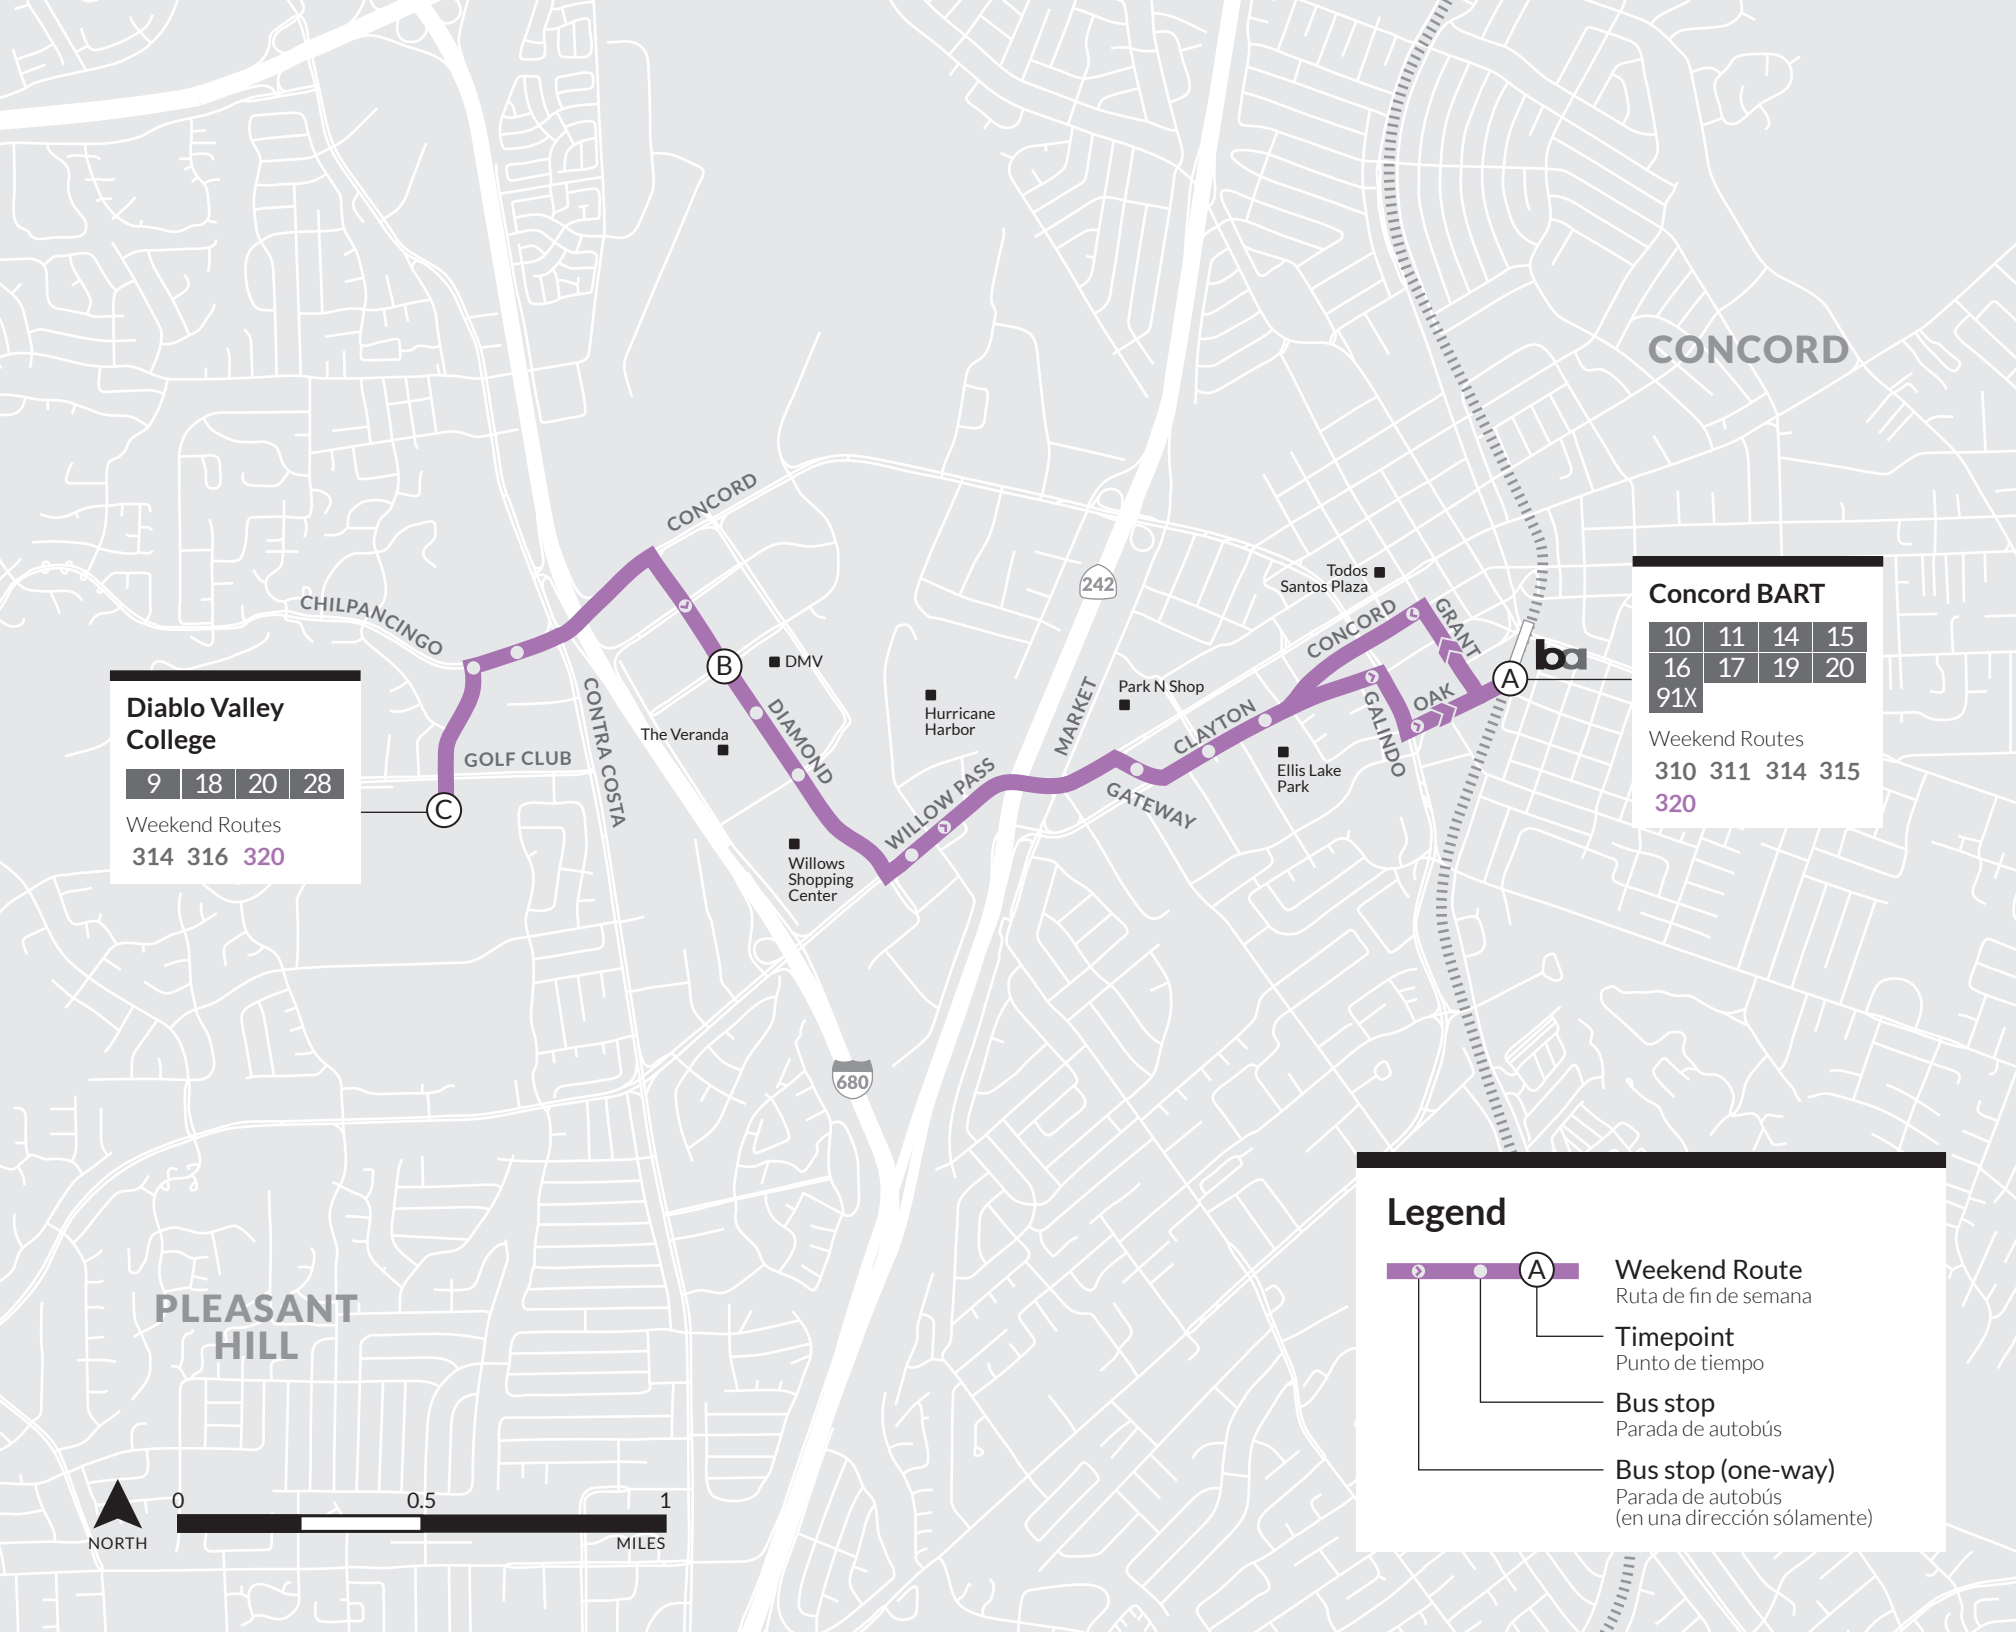 CONCORD
CONCORD
CHILPANCINGO
242
Todos
Santos Plaza
CONCORD
GRANT
Concord BART
10 11 14 15
16 17 19 20
91X
Weekend Routes
310 311 314 315
320
ba
A
B
DMV
Diablo Valley
College
9 18 20 28
Weekend Routes
314 316 320
C
GOLF CLUB
CONTRA COSTA
The Veranda
DIAMOND
Hurricane
Harbor
MARKET
Park N Shop
CLAYTON
GALINDO
OAK
Ellis Lake
Park
GATEWAY
WILLOW PASS
Willows
Shopping
Center
680
PLEASANT
HILL
Legend
A
Weekend Route
Ruta de fin de semana
Timepoint
Punto de tiempo
Bus stop
Parada de autobús
Bus stop (one-way)
Parada de autobús
(en una dirección sólamente)
0 0.5 1
NORTH
MILES